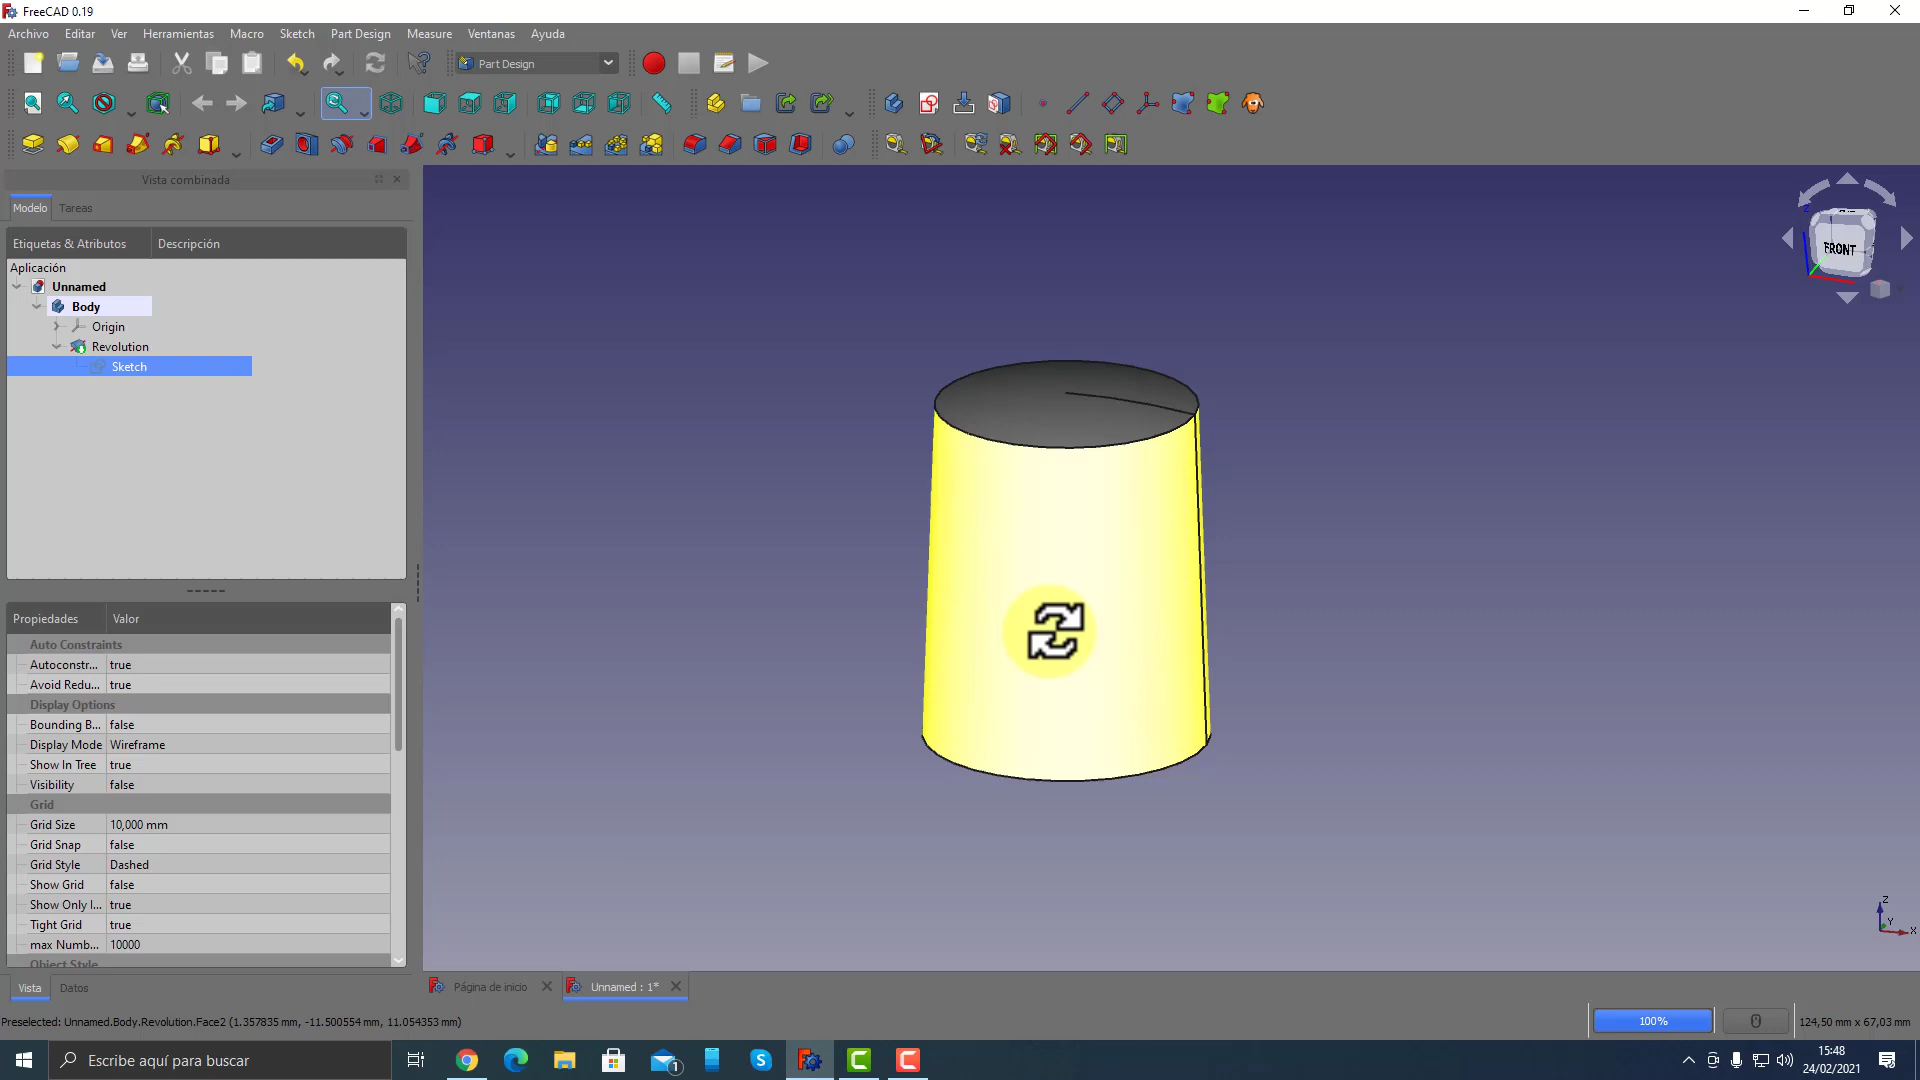 FreeCAD 0.19
Archivo Editar Ver Herramientas Macro Sketch Part Design Measure Ventanas Ayuda
Part Design
Vista combinada
Modelo Tareas
Etiquetas & Atributos Descripción
Aplicación
Unnamed
Body
Origin
Revolution
Sketch
FRONT
Propiedades Valor
Auto Constraints
Autoconstr... true
Avoid Redu... true
Display Options
Bounding B... false
Display Mode Wireframe
Show In Tree true
Visibility false
Grid
Grid Size 10,000 mm
Grid Snap false
Grid Style Dashed
Show Grid false
Show Only I... true
Tight Grid true
max Numb... 10000
Object Style
Z
Y
X
Vista Datos
Página de inicio Unnamed : 1*
Preselected: Unnamed.Body.Revolution.Face2 (1.357835 mm, -11.500554 mm, 11.054353 mm)
100%
124,50 mm x 67,03 mm
Escribe aquí para buscar
1
15:48
24/02/2021